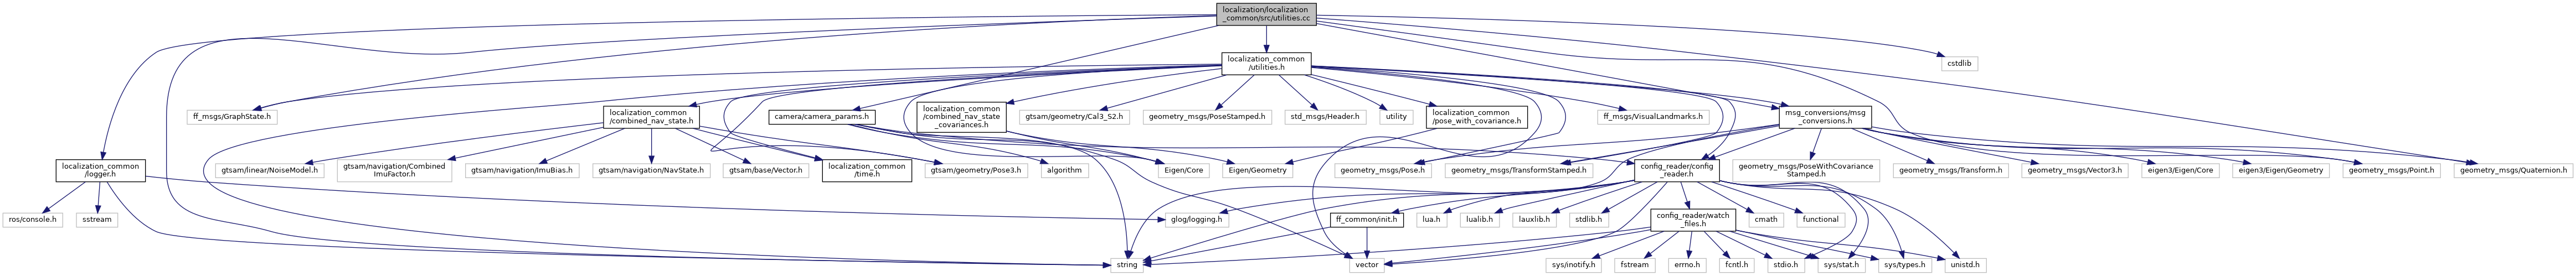 localization/localization
_common/src/utilities.cc
cstdlib
localization_common
/utilities.h
ff_msgs/GraphState.h
localization_common
/combined_nav_state.h
camera/camera_params.h
localization_common
/combined_nav_state
_covariances.h
gtsam/geometry/Cal3_S2.h
geometry_msgs/PoseStamped.h
std_msgs/Header.h
utility
localization_common
/pose_with_covariance.h
ff_msgs/VisualLandmarks.h
msg_conversions/msg
_conversions.h
localization_common
/logger.h
gtsam/linear/NoiseModel.h
gtsam/navigation/Combined
ImuFactor.h
gtsam/navigation/ImuBias.h
gtsam/navigation/NavState.h
gtsam/base/Vector.h
localization_common
/time.h
gtsam/geometry/Pose3.h
algorithm
Eigen/Core
Eigen/Geometry
geometry_msgs/Pose.h
geometry_msgs/TransformStamped.h
config_reader/config
_reader.h
geometry_msgs/PoseWithCovariance
Stamped.h
geometry_msgs/Transform.h
geometry_msgs/Vector3.h
eigen3/Eigen/Core
eigen3/Eigen/Geometry
geometry_msgs/Point.h
geometry_msgs/Quaternion.h
ros/console.h
sstream
glog/logging.h
ff_common/init.h
lua.h
lualib.h
lauxlib.h
stdlib.h
config_reader/watch
_files.h
cmath
functional
string
vector
sys/inotify.h
fstream
errno.h
fcntl.h
stdio.h
sys/stat.h
sys/types.h
unistd.h